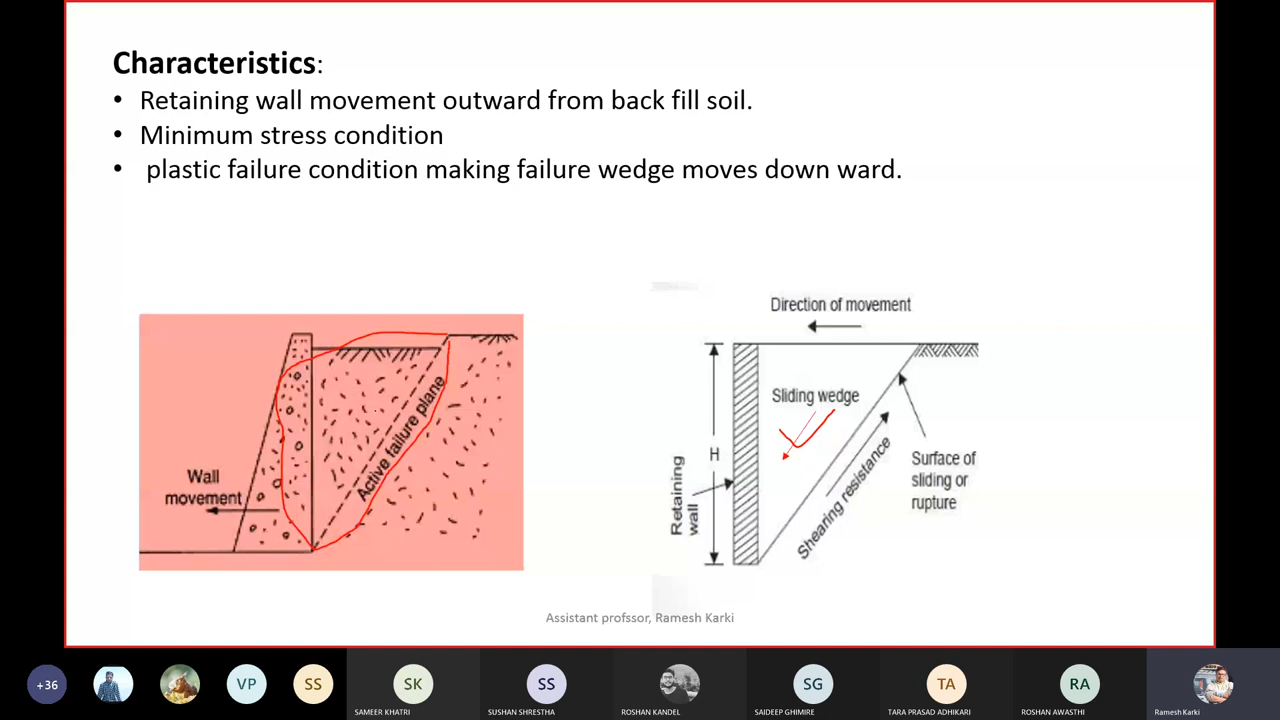 Characteristics:
• Retaining wall movement outward from back fill soil.
• Minimum stress condition
• plastic failure condition making failure wedge moves down ward.
Wall
movement
Active failure plane
Direction of movement
Sliding wedge
H
Retaining
wall
Shearing resistance
Surface of
sliding or
rupture
Assistant profssor, Ramesh Karki
+36
VP
SS
SK
SS
SG
TA
RA
SAMEER KHATRI
SUSHAN SHRESTHA
ROSHAN KANDEL
SAIDEEP GHIMIRE
TARA PRASAD ADHIKARI
ROSHAN AWASTHI
Ramesh Karki